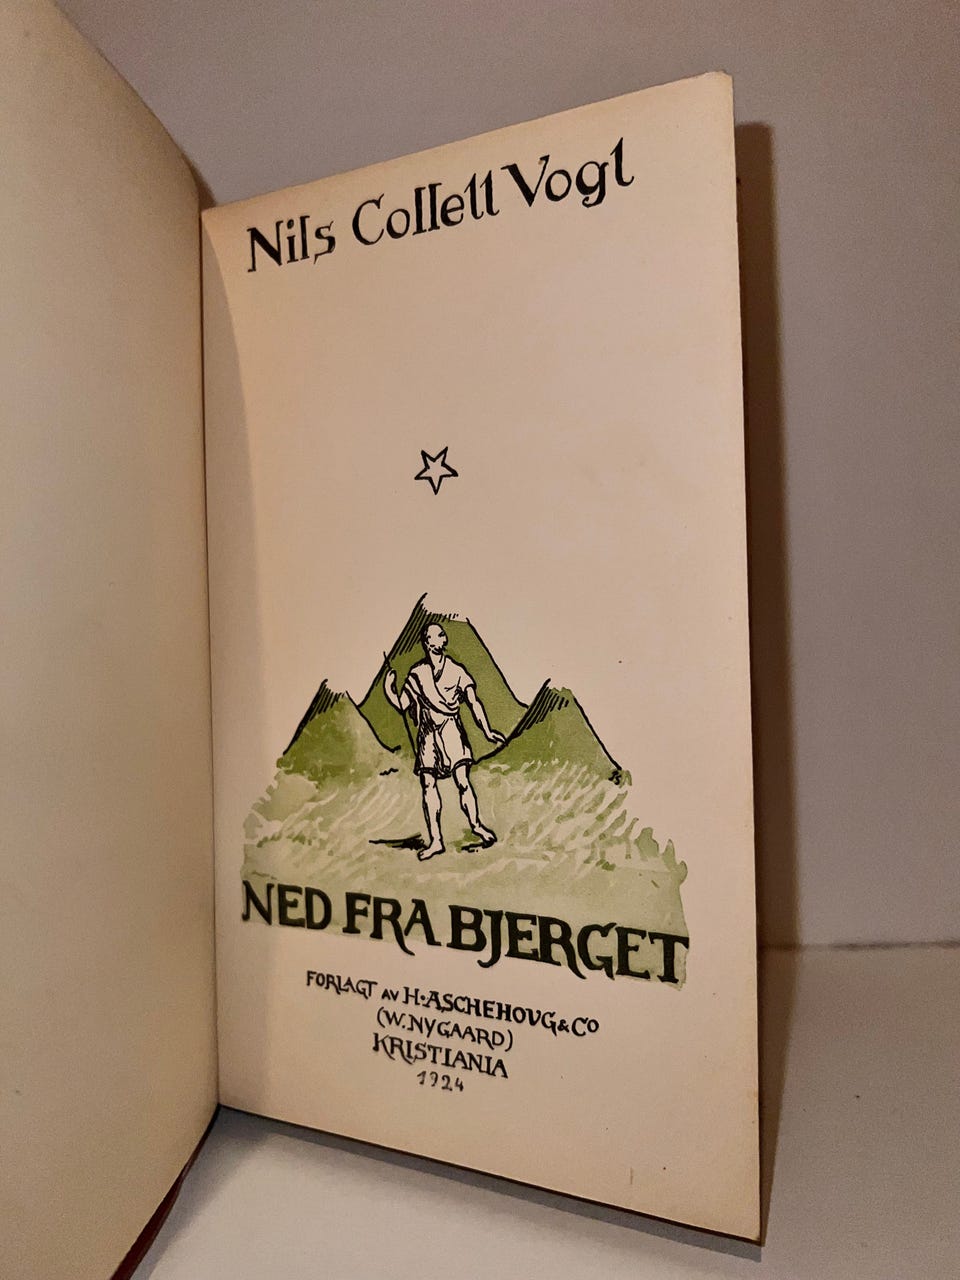 Nils Collett Vogt
NED FRA BJERGET
FORLAGT AV H. ASCHEHOUG & CO
(W. NYGAARD)
KRISTIANIA
1924